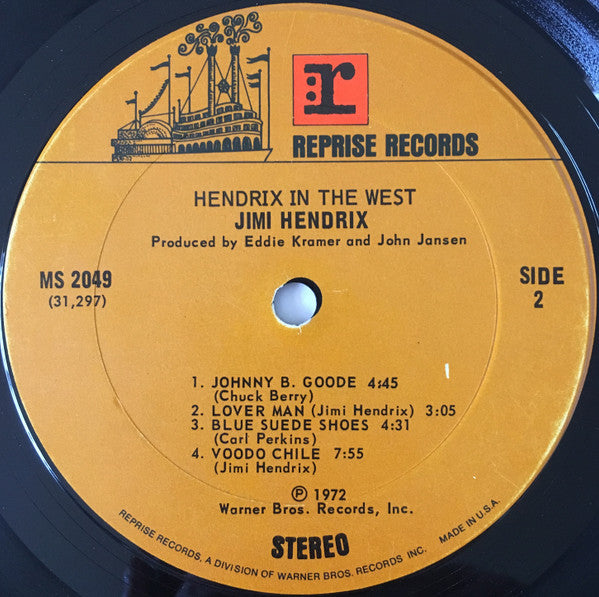 r
REPRISE RECORDS
HENDRIX IN THE WEST
JIMI HENDRIX
Produced by Eddie Kramer and John Jansen
MS 2049
(31,297)
SIDE
2
1. JOHNNY B. GOODE 4:45
(Chuck Berry)
2. LOVER MAN (Jimi Hendrix) 3:05
3. BLUE SUEDE SHOES 4:31
(Carl Perkins)
4. VOODO CHILE 7:55
(Jimi Hendrix)
℗ 1972
Warner Bros. Records, Inc.
STEREO
REPRISE RECORDS, A DIVISION OF WARNER BROS. RECORDS INC. MADE IN U.S.A.